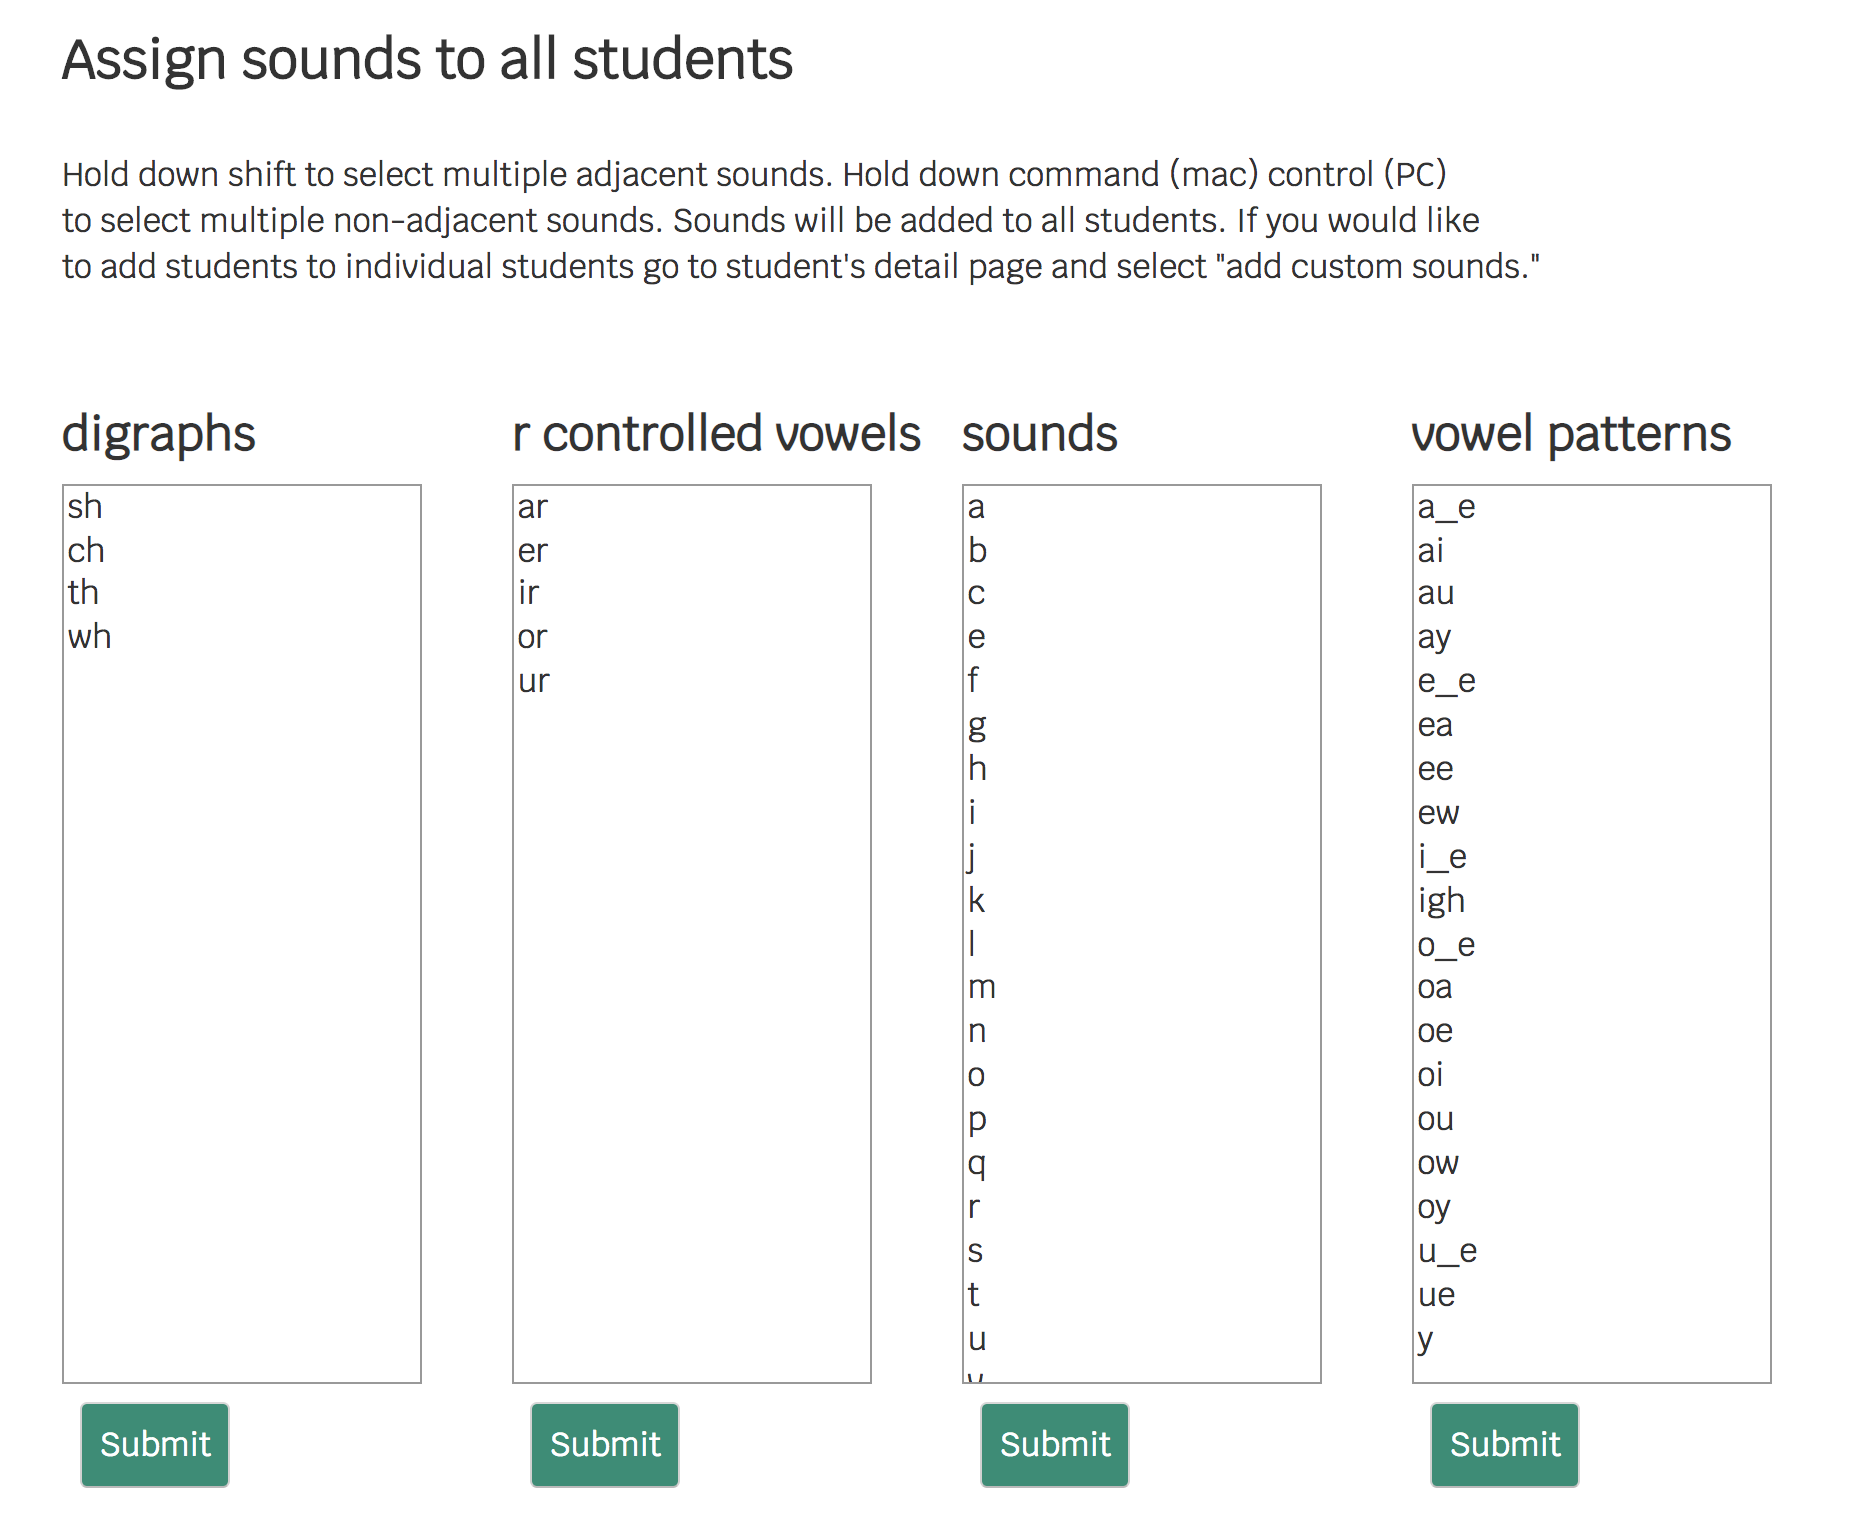 Assign sounds to all students
Hold down shift to select multiple adjacent sounds. Hold down command (mac) control (PC)
to select multiple non-adjacent sounds. Sounds will be added to all students. If you would like
to add students to individual students go to student's detail page and select "add custom sounds."
digraphs
sh
ch
th
wh
Submit
r controlled vowels
ar
er
ir
or
ur
Submit
sounds
a
b
c
e
f
g
h
i
j
k
l
m
n
o
p
q
r
s
t
u
Submit
vowel patterns
a_e
ai
au
ay
e_e
ea
ee
ew
i_e
igh
o_e
oa
oe
oi
ou
ow
oy
u_e
ue
y
Submit